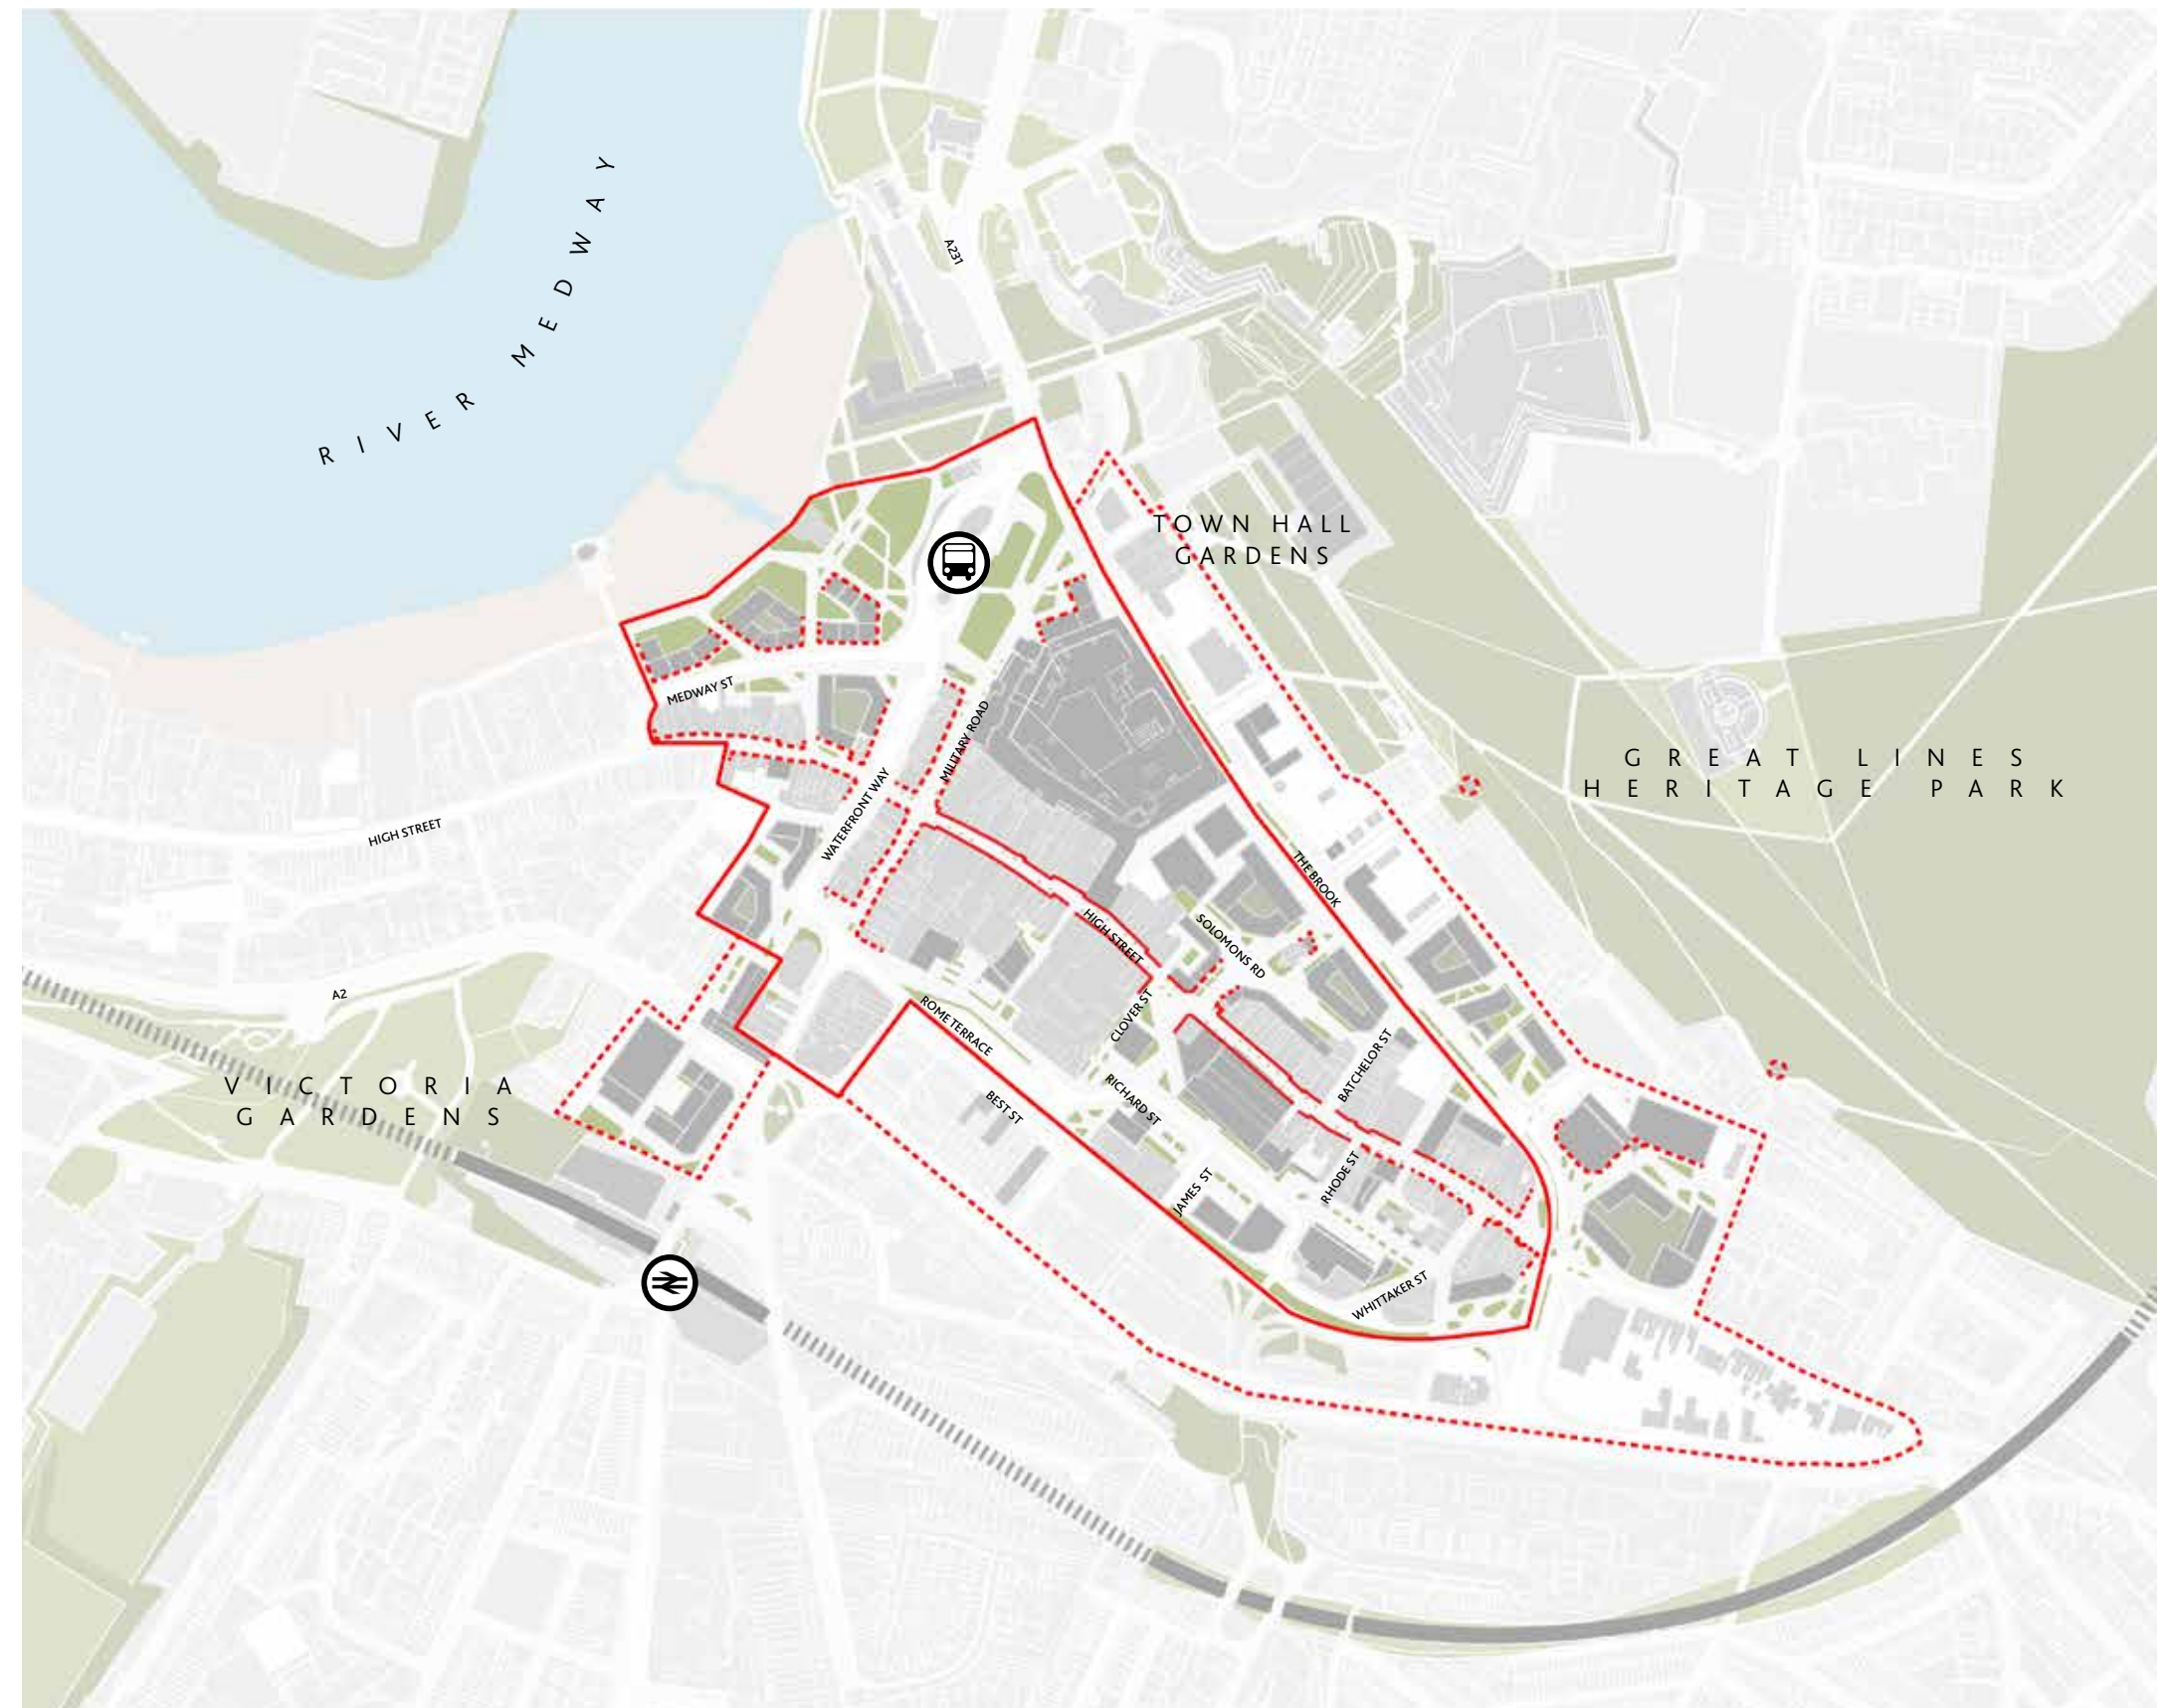 RIVER MEDWAY
A231
TOWN HALL
GARDENS
MEDWAY ST
MILITARY ROAD
GREAT LINES
HERITAGE PARK
WATERFRONT WAY
HIGH STREET
THE BROOK
HIGH STREET
SOLOMONS RD
A2
CLOVER ST
ROME TERRACE
BATCHELOR ST
VICTORIA
GARDENS
BEST ST
RICHARD ST
JAMES ST
RHODE ST
WHITTAKER ST